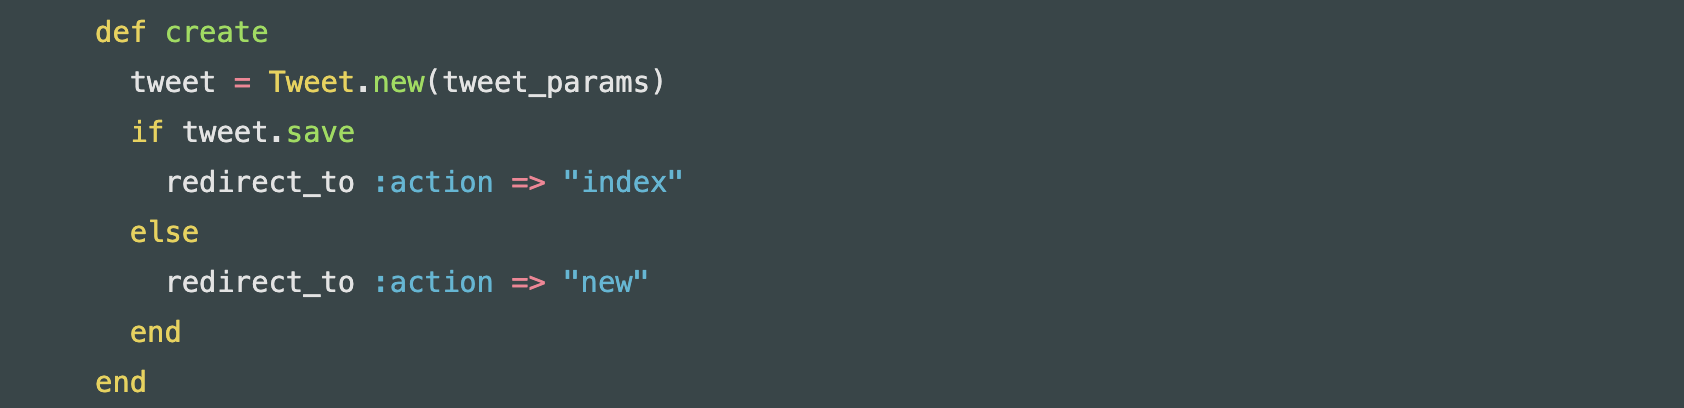 def create
  tweet = Tweet.new(tweet_params)
  if tweet.save
    redirect_to :action => "index"
  else
    redirect_to :action => "new"
  end
end